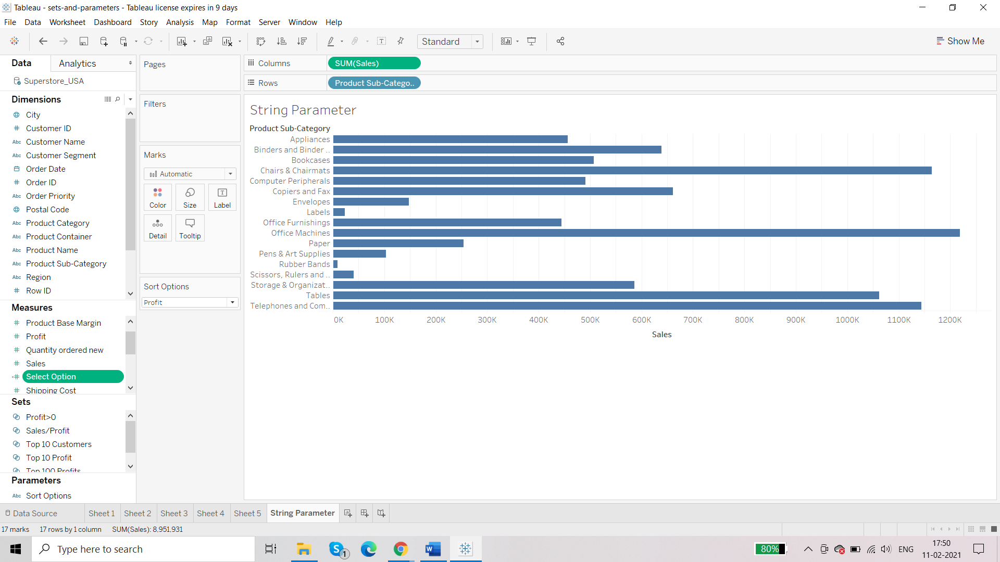 Tableau - sets-and-parameters - Tableau license expires in 9 days
File Data Worksheet Dashboard Story Analysis Map Format Server Window Help
Standard
Show Me
Data Analytics
Superstore_USA
Dimensions
City
# Customer ID
Abc Customer Name
Abc Customer Segment
Order Date
# Order ID
Abc Order Priority
Postal Code
Abc Product Category
Abc Product Container
Abc Product Name
Abc Product Sub-Category
Abc Region
# Row ID
Measures
# Product Base Margin
# Profit
# Quantity ordered new
# Sales
=# Select Option
# Shipping Cost
Sets
Profit>0
Sales/Profit
Top 10 Customers
Top 10 Profit
Top 100 Profits
Parameters
Abc Sort Options
Pages
Filters
Marks
Automatic
Color Size Label
Detail Tooltip
Sort Options
Profit
Columns SUM(Sales)
Rows Product Sub-Catego..
String Parameter
Product Sub-Category
Appliances
Binders and Binder ..
Bookcases
Chairs & Chairmats
Computer Peripherals
Copiers and Fax
Envelopes
Labels
Office Furnishings
Office Machines
Paper
Pens & Art Supplies
Rubber Bands
Scissors, Rulers and ..
Storage & Organizat..
Tables
Telephones and Com..
0K 100K 200K 300K 400K 500K 600K 700K 800K 900K 1000K 1100K 1200K
Sales
Data Source Sheet 1 Sheet 2 Sheet 3 Sheet 4 Sheet 5 String Parameter
17 marks 17 rows by 1 column SUM(Sales): 8,951,931
Type here to search
1
80%
ENG
17:50
11-02-2021